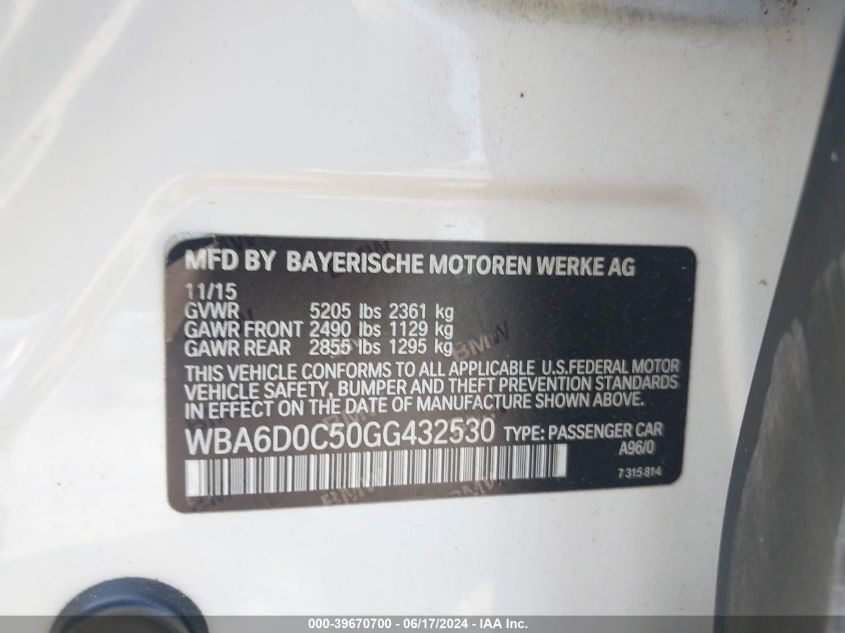 MFD BY BAYERISCHE MOTOREN WERKE AG
11/15
GVWR 5205 lbs 2361 kg
GAWR FRONT 2490 lbs 1129 kg
GAWR REAR 2855 lbs 1295 kg
THIS VEHICLE CONFORMS TO ALL APPLICABLE U.S.FEDERAL MOTOR
VEHICLE SAFETY, BUMPER AND THEFT PREVENTION STANDARDS
IN EFFECT ON THE DATE OF MANUFACTURE SHOWN ABOVE.
WBA6D0C50GG432530 TYPE: PASSENGER CAR
A96/0
7 315 814
000-39670700 - 06/17/2024 - IAA Inc.